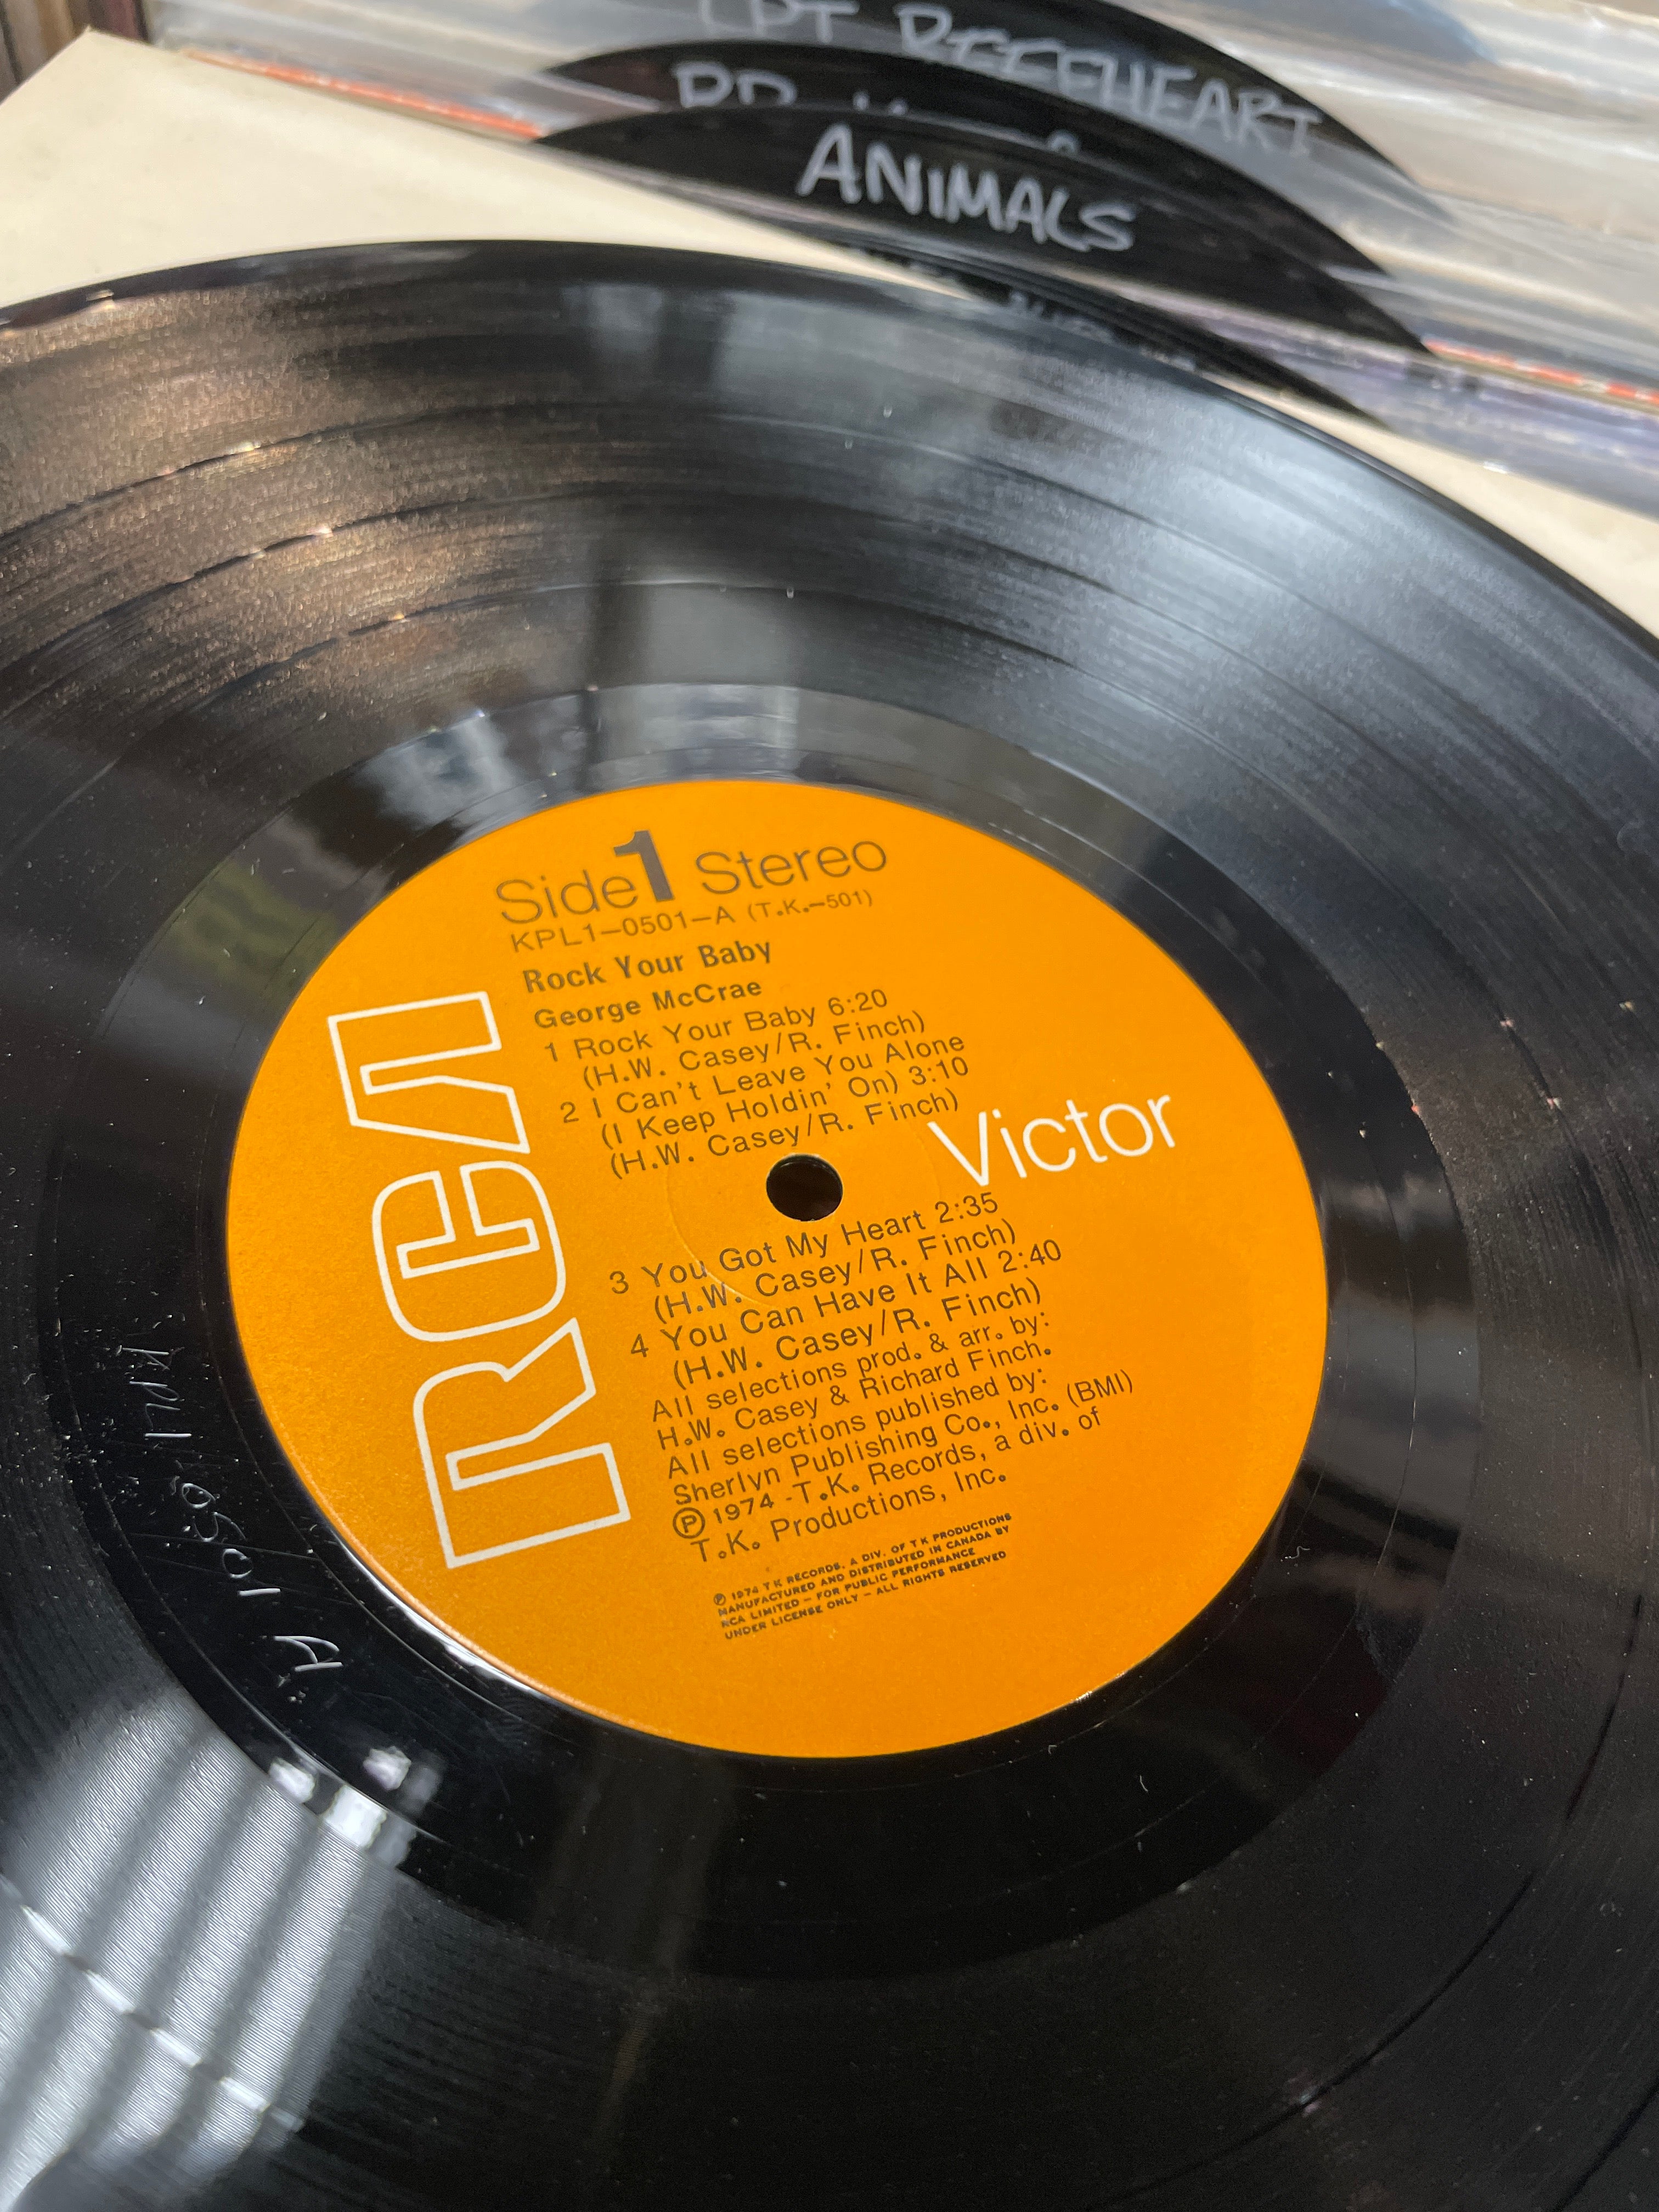 BEEFHEART
ANIMALS
Side 1 Stereo
KPL1-0501-A (T.K.-501)
Rock Your Baby
George McCrae
1 Rock Your Baby 6:20
(H.W. Casey/R. Finch)
2 I Can't Leave You Alone
(I Keep Holdin' On) 3:10
(H.W. Casey/R. Finch)
RCA
Victor
3 You Got My Heart 2:35
(H.W. Casey/R. Finch)
4 You Can Have It All 2:40
(H.W. Casey/R. Finch)
All selections prod. & arr. by:
H.W. Casey & Richard Finch.
All selections published by:
Sherlyn Publishing Co., Inc. (BMI)
Ⓟ 1974 -T.K. Records, a div. of
T.K. Productions, Inc.
Ⓟ 1974 T K RECORDS, A DIV. OF T K PRODUCTIONS
MANUFACTURED AND DISTRIBUTED IN CANADA BY
RCA LIMITED — FOR PUBLIC PERFORMANCE
UNDER LICENSE ONLY — ALL RIGHTS RESERVED
KPL1 0501 A